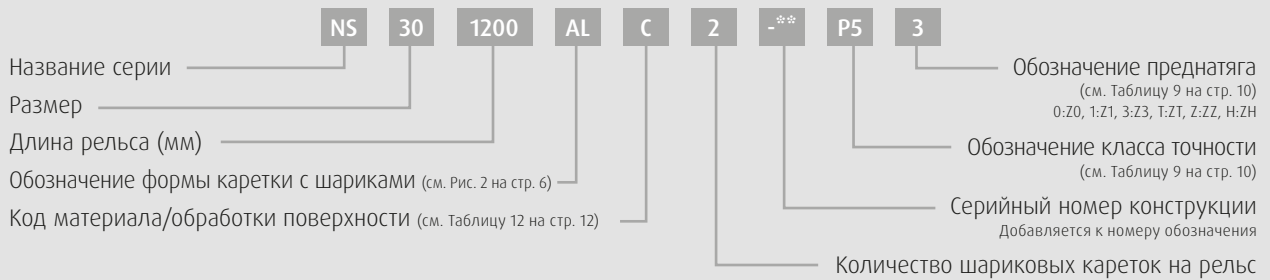 NS 30 1200 AL C 2 -** P5 3
Название серии
Размер
Длина рельса (мм)
Обозначение формы каретки с шариками (см. Рис. 2 на стр. 6)
Код материала/обработки поверхности (см. Таблицу 12 на стр. 12)
Обозначение преднатяга
(см. Таблицу 9 на стр. 10)
0:Z0, 1:Z1, 3:Z3, T:ZT, Z:ZZ, H:ZH
Обозначение класса точности
(см. Таблицу 9 на стр. 10)
Серийный номер конструкции
Добавляется к номеру обозначения
Количество шариковых кареток на рельс